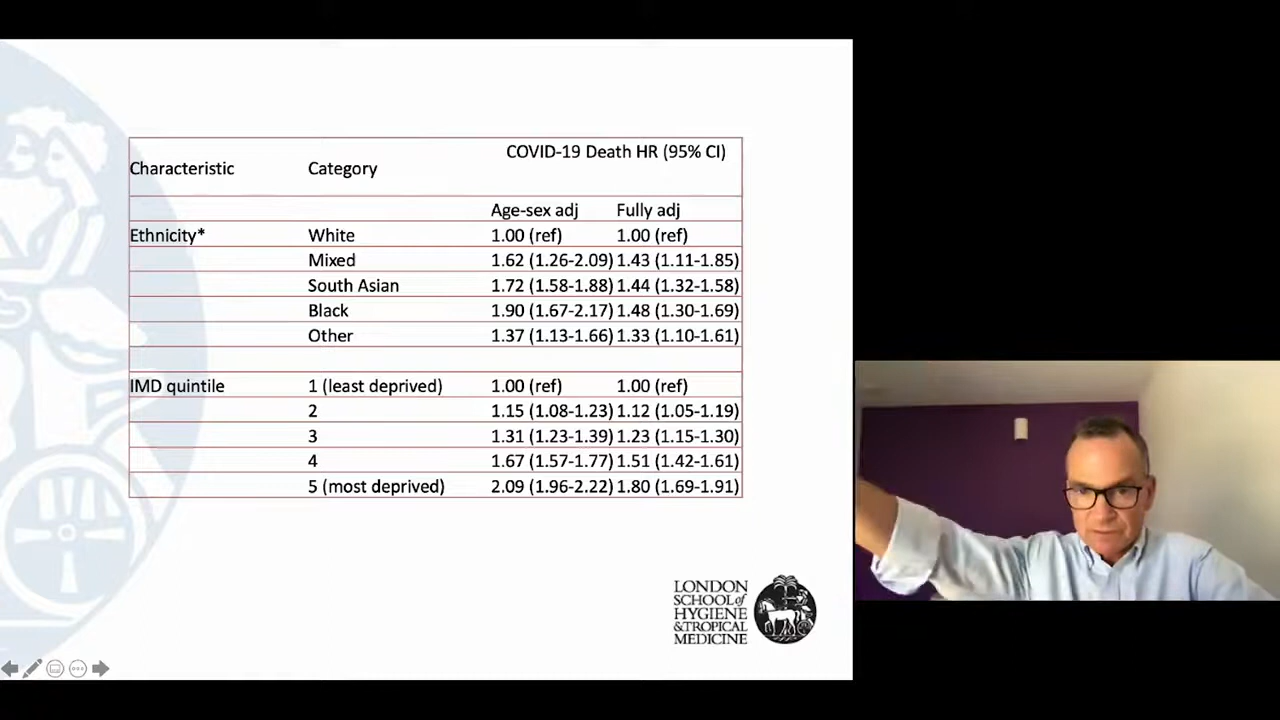 COVID-19 Death HR (95% CI)
Characteristic Category
Age-sex adj Fully adj
Ethnicity* White 1.00 (ref) 1.00 (ref)
Mixed 1.62 (1.26-2.09) 1.43 (1.11-1.85)
South Asian 1.72 (1.58-1.88) 1.44 (1.32-1.58)
Black 1.90 (1.67-2.17) 1.48 (1.30-1.69)
Other 1.37 (1.13-1.66) 1.33 (1.10-1.61)
IMD quintile 1 (least deprived) 1.00 (ref) 1.00 (ref)
2 1.15 (1.08-1.23) 1.12 (1.05-1.19)
3 1.31 (1.23-1.39) 1.23 (1.15-1.30)
4 1.67 (1.57-1.77) 1.51 (1.42-1.61)
5 (most deprived) 2.09 (1.96-2.22) 1.80 (1.69-1.91)
LONDON
SCHOOL of
HYGIENE
& TROPICAL
MEDICINE